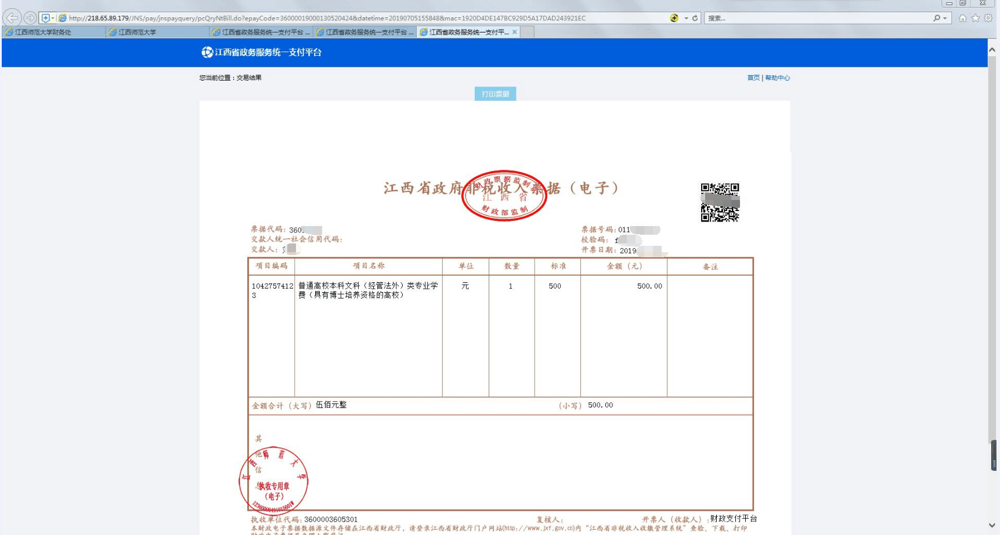 http://218.65.89.179/JNS/pay/jnspayquery/pcQryNtBill.do?epayCode=36000019000130520424&datetime=20190705155848&mac=1920D4DE147BC929D5A17DAD243921EC
搜索...
江西师范大学财务处
江西师范大学
江西省政务服务统一支付平台 ...
江西省政务服务统一支付平台 ...
江西省政务服务统一支付平...
江西省政务服务统一支付平台
您当前位置：交易结果
首页 | 帮助中心
打印票据
江西省政府非税收入票据（电子）
财政票据监制章
江西省
财政部监制
票据代码: 360
票据号码: 011
交款人统一社会信用代码:
校验码: f
交款人:
开票日期: 2019
项目编码 项目名称 单位 数量 标准 金额（元） 备注
1042757412 普通高校本科文科（经管法外）类专业学 元 1 500 500.00
3 费（具有博士培养资格的高校）
金额合计（大写） 伍佰元整 （小写） 500.00
其他信息
江西师范大学
执收专用章
（电子）
执收单位代码: 3600003605301
复核人:
开票人（收款人）: 财政支付平台
本财政电子票据数据源文件存储在江西省财政厅，请登录江西省财政厅门户网站(http://www.jxf.gov.cn)内“江西省非税收入收缴管理系统”查验、下载、打印